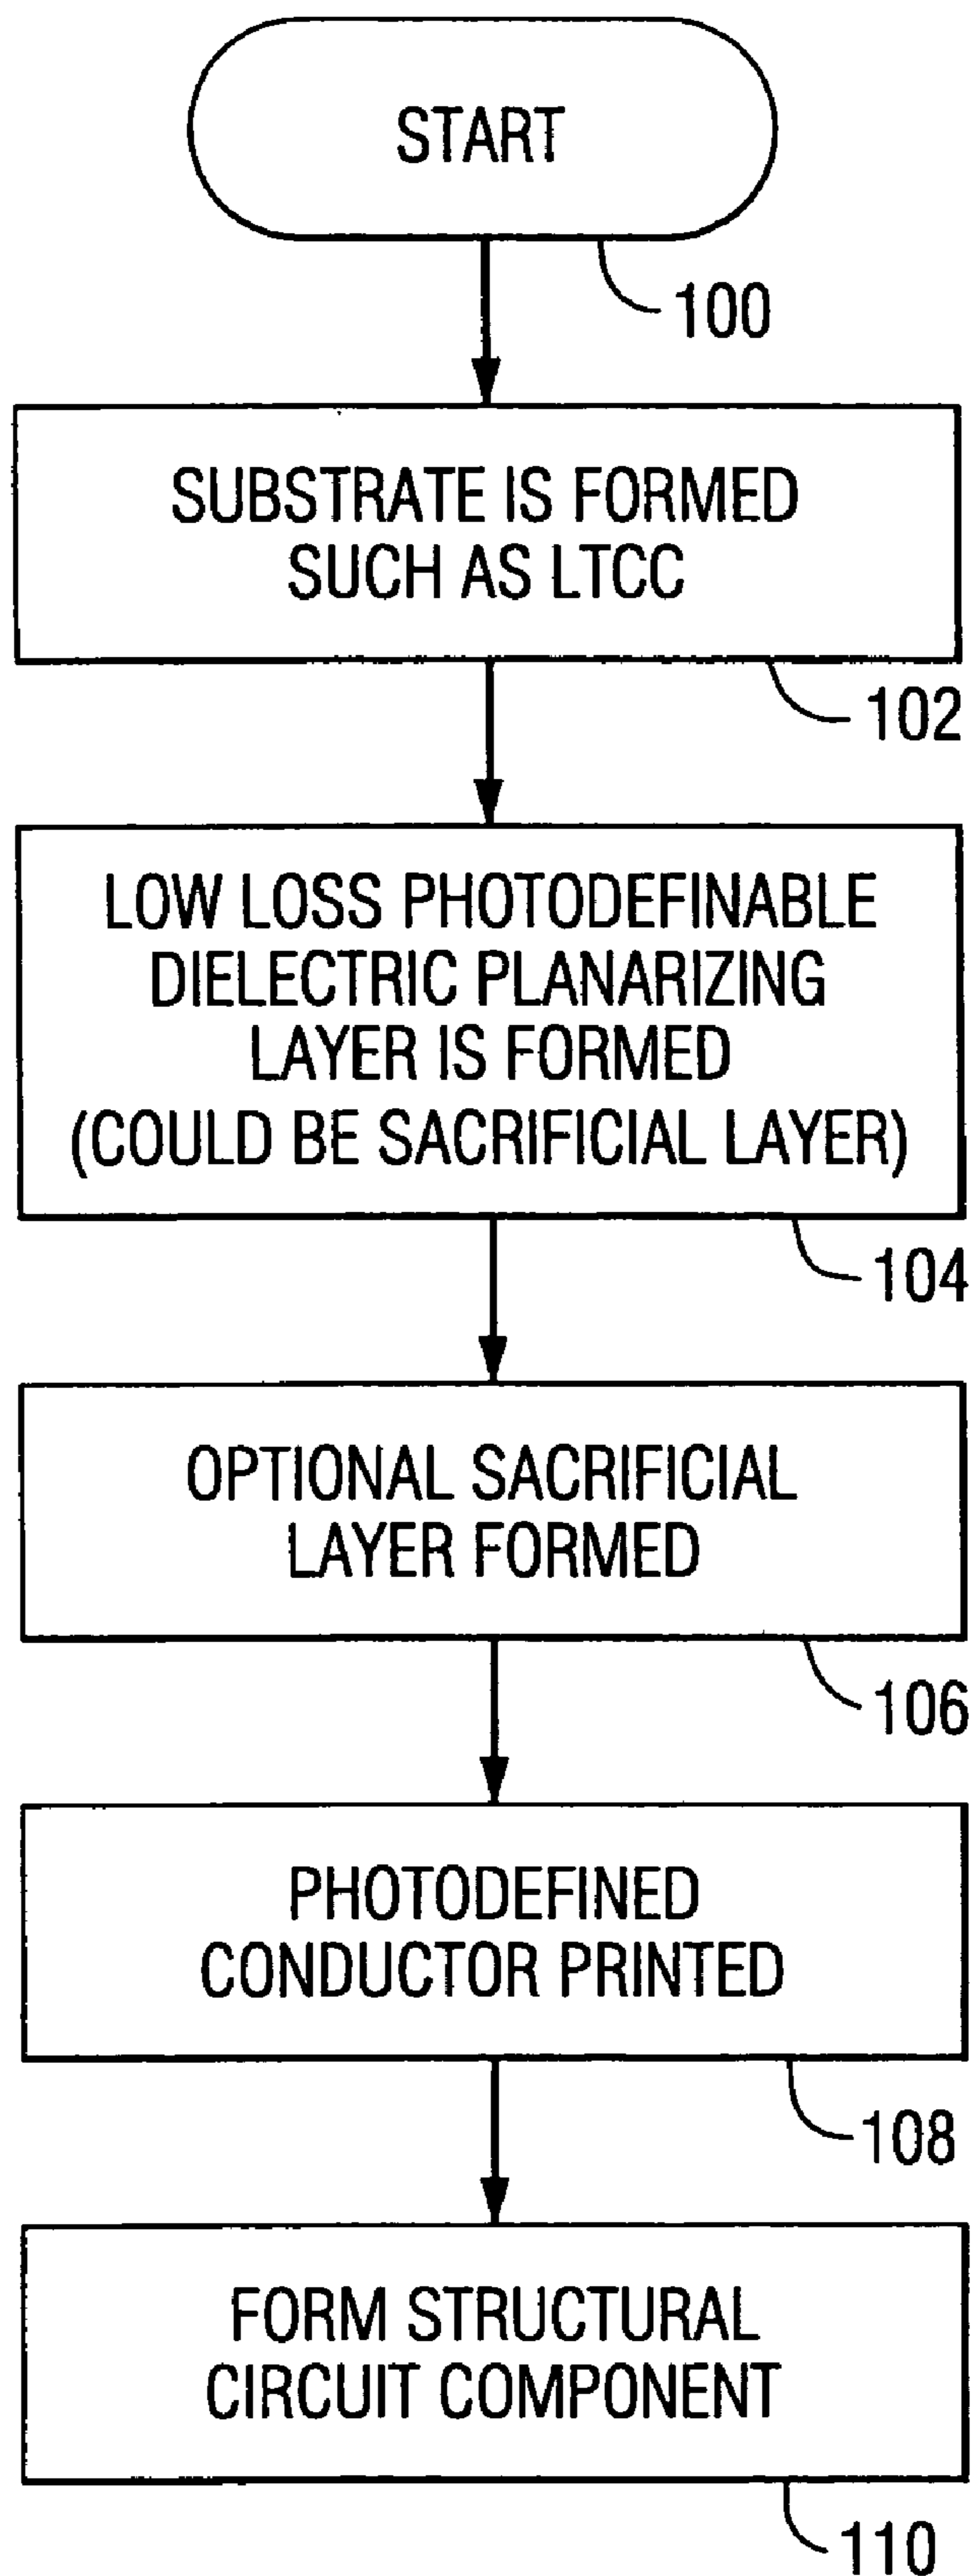 START
100
SUBSTRATE IS FORMED
SUCH AS LTCC
102
LOW LOSS PHOTODEFINABLE
DIELECTRIC PLANARIZING
LAYER IS FORMED
(COULD BE SACRIFICIAL LAYER)
104
OPTIONAL SACRIFICIAL
LAYER FORMED
106
PHOTODEFINED
CONDUCTOR PRINTED
108
FORM STRUCTURAL
CIRCUIT COMPONENT
110